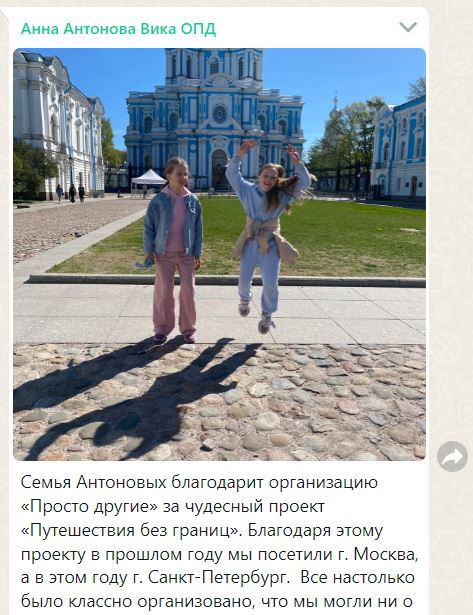 Анна Антонова Вика ОПД
Семья Антоновых благодарит организацию
«Просто другие» за чудесный проект
«Путешествия без границ». Благодаря этому
проекту в прошлом году мы посетили г. Москва,
а в этом году г. Санкт-Петербург.  Все настолько
было классно организовано, что мы могли ни о